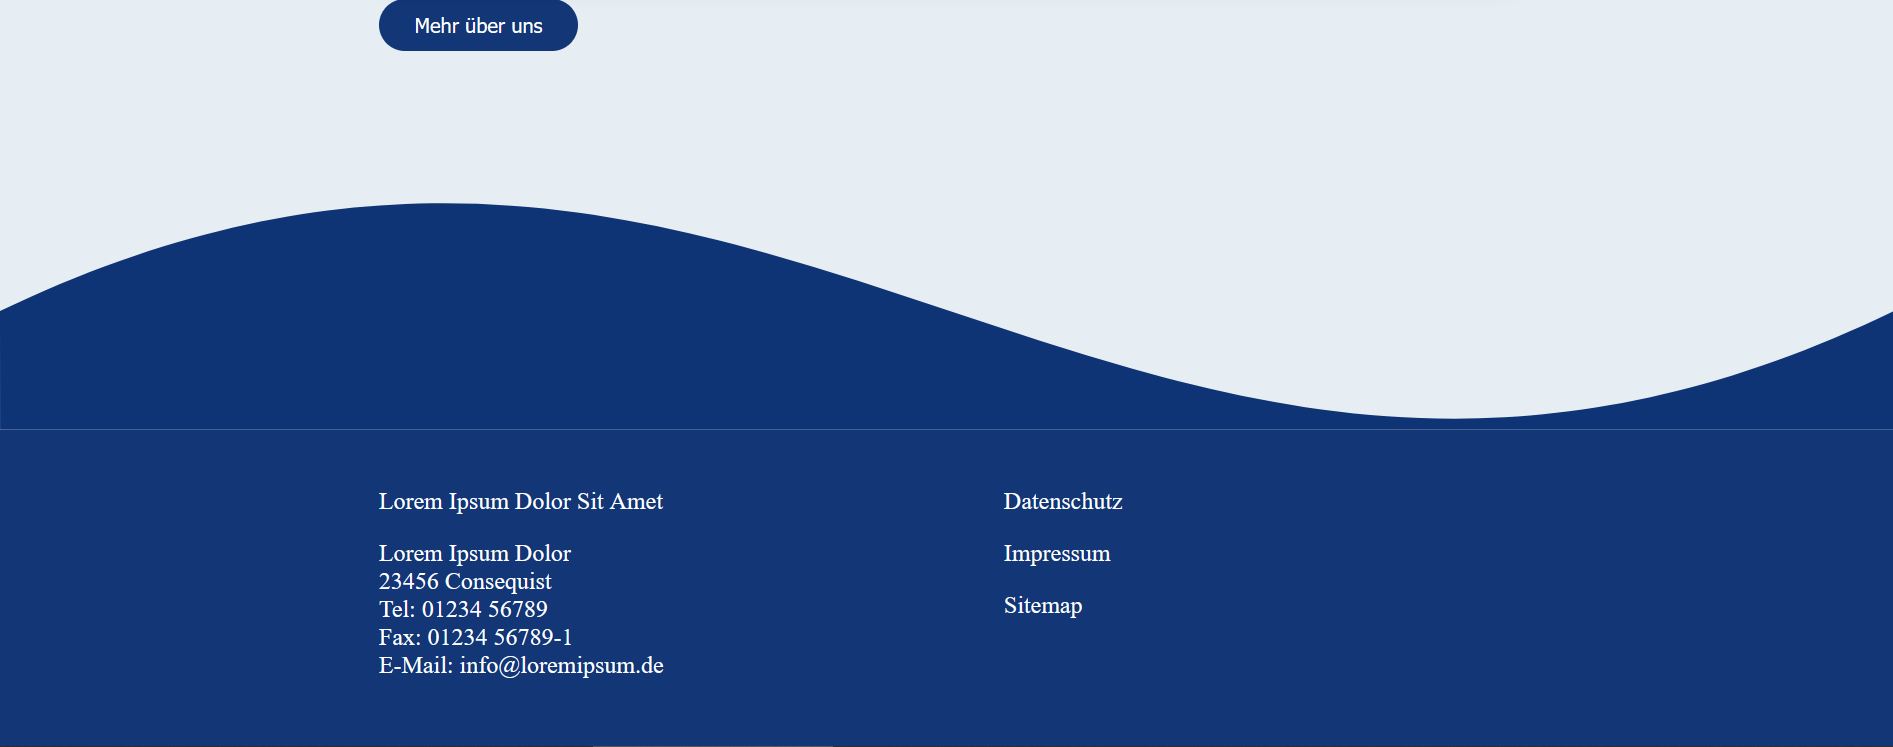 Mehr über uns
Lorem Ipsum Dolor Sit Amet
Lorem Ipsum Dolor
23456 Consequist
Tel: 01234 56789
Fax: 01234 56789-1
E-Mail: info@loremipsum.de
Datenschutz
Impressum
Sitemap